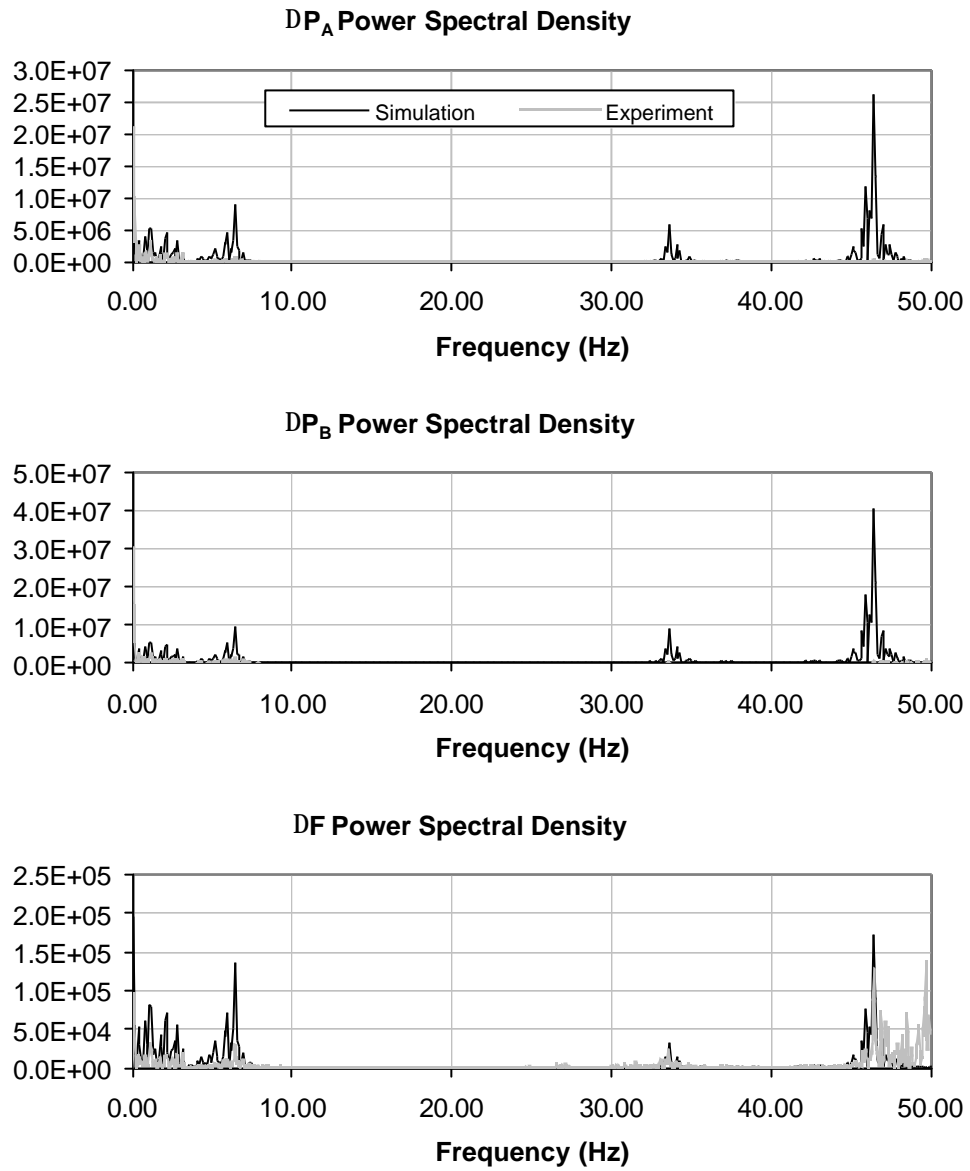 DP_A Power Spectral Density
3.0E+07
2.5E+07
2.0E+07
1.5E+07
1.0E+07
5.0E+06
0.0E+00
Simulation Experiment
0.00 10.00 20.00 30.00 40.00 50.00
Frequency (Hz)
DP_B Power Spectral Density
5.0E+07
4.0E+07
3.0E+07
2.0E+07
1.0E+07
0.0E+00
0.00 10.00 20.00 30.00 40.00 50.00
Frequency (Hz)
DF Power Spectral Density
2.5E+05
2.0E+05
1.5E+05
1.0E+05
5.0E+04
0.0E+00
0.00 10.00 20.00 30.00 40.00 50.00
Frequency (Hz)